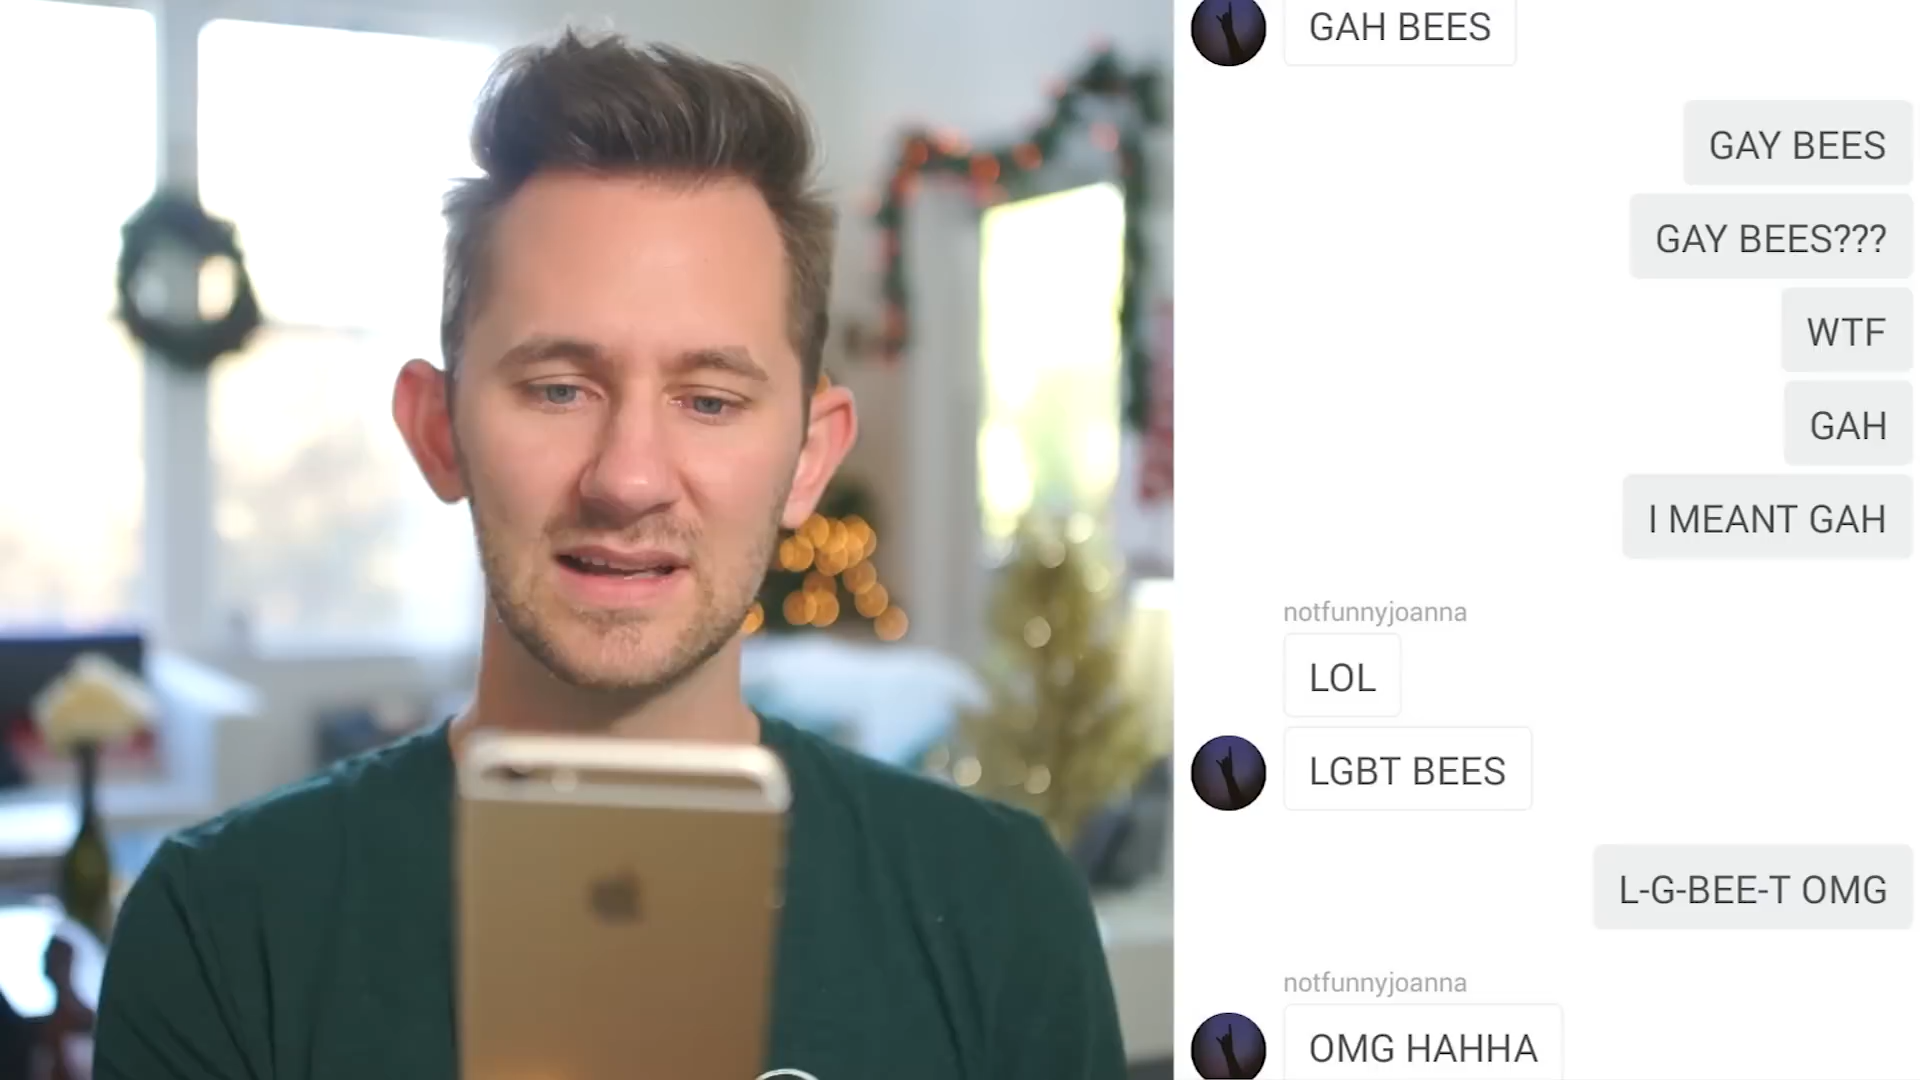 GAH BEES
GAY BEES
GAY BEES???
WTF
GAH
I MEANT GAH
notfunnyjoanna
LOL
LGBT BEES
L-G-BEE-T OMG
notfunnyjoanna
OMG HAHHA